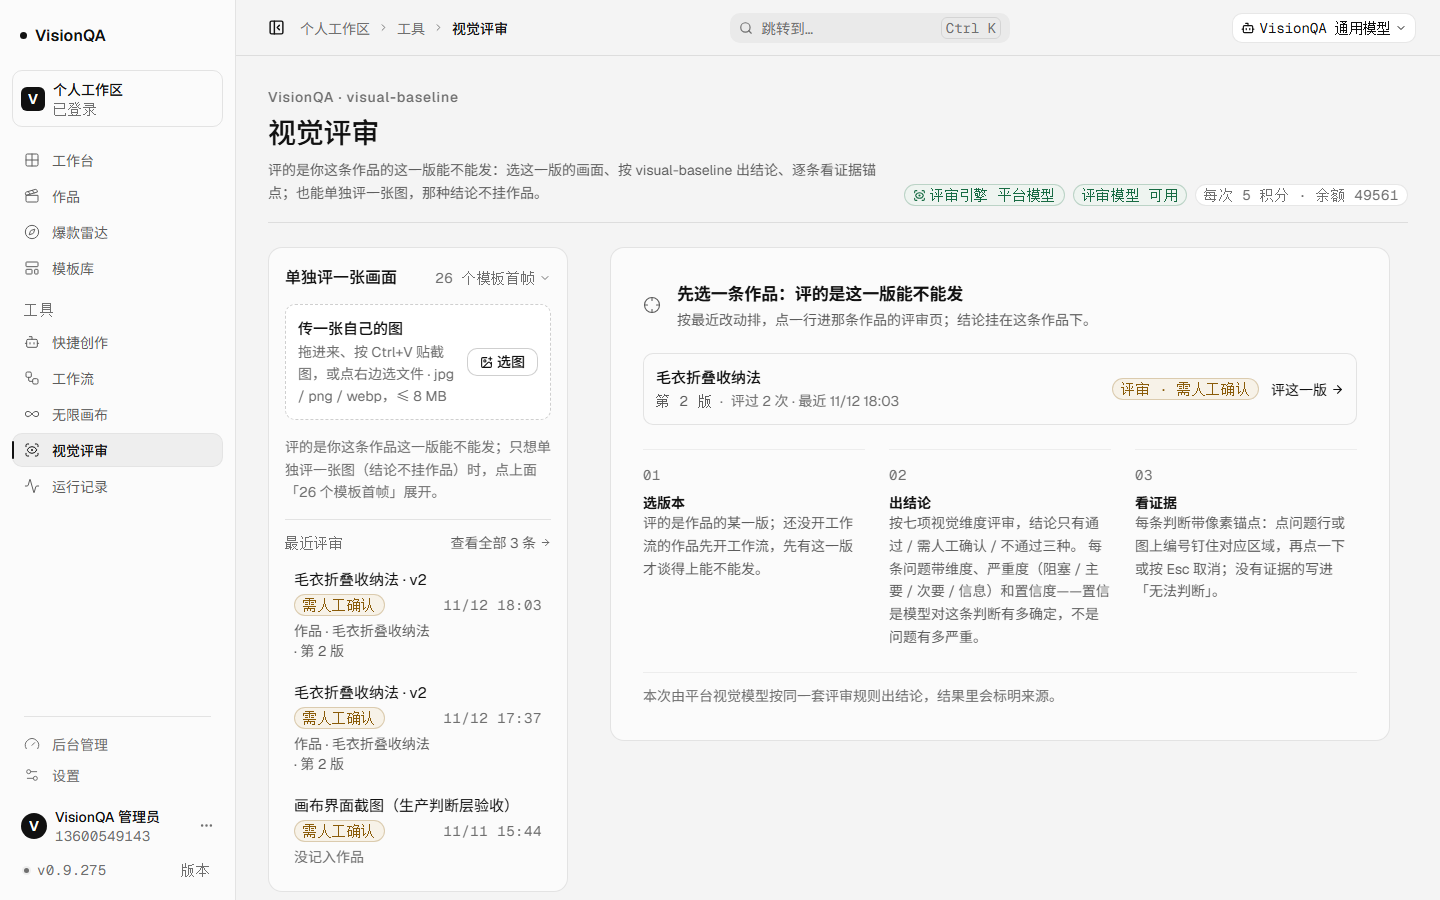 VisionQA
V
个人工作区
已登录
工作台
作品
爆款雷达
模板库
工具
快捷创作
工作流
无限画布
视觉评审
运行记录
后台管理
设置
V
VisionQA 管理员
13600549143
v0.9.275
版本
个人工作区
工具
视觉评审
跳转到…
Ctrl K
VisionQA 通用模型
VisionQA · visual-baseline
视觉评审
评的是你这条作品的这一版能不能发：选这一版的画面、按 visual-baseline 出结论、逐条看证据锚
点；也能单独评一张图，那种结论不挂作品。
评审引擎 平台模型
评审模型 可用
每次 5 积分 · 余额 49561
单独评一张画面
26 个模板首帧
传一张自己的图
拖进来、按 Ctrl+V 贴截
图，或点右边选文件 · jpg
/ png / webp，≤ 8 MB
选图
评的是你这条作品这一版能不能发；只想单
独评一张图（结论不挂作品）时，点上面
「26 个模板首帧」展开。
最近评审
查看全部 3 条 →
毛衣折叠收纳法 · v2
需人工确认
11/12 18:03
作品 · 毛衣折叠收纳法
· 第 2 版
毛衣折叠收纳法 · v2
需人工确认
11/12 17:37
作品 · 毛衣折叠收纳法
· 第 2 版
画布界面截图（生产判断层验收）
需人工确认
11/11 15:44
没记入作品
先选一条作品：评的是这一版能不能发
按最近改动排，点一行进那条作品的评审页；结论挂在这条作品下。
毛衣折叠收纳法
第 2 版 · 评过 2 次 · 最近 11/12 18:03
评审 · 需人工确认
评这一版 →
01
选版本
评的是作品的某一版；还没开工作
流的作品先开工作流，先有这一版
才谈得上能不能发。
02
出结论
按七项视觉维度评审，结论只有通
过 / 需人工确认 / 不通过三种。 每
条问题带维度、严重度（阻塞 / 主
要 / 次要 / 信息）和置信度——置信
是模型对这条判断有多确定，不是
问题有多严重。
03
看证据
每条判断带像素锚点：点问题行或
图上编号钉住对应区域，再点一下
或按 Esc 取消；没有证据的写进
「无法判断」。
本次由平台视觉模型按同一套评审规则出结论，结果里会标明来源。